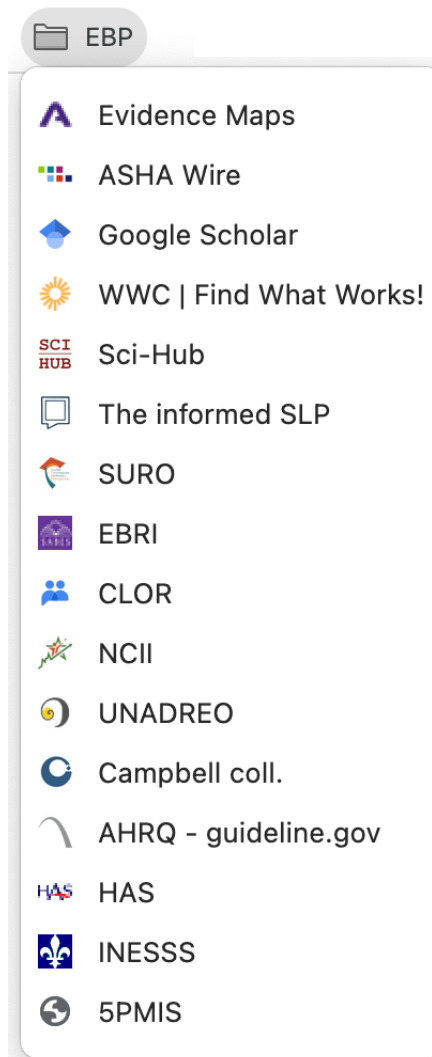 EBP
Evidence Maps
ASHA Wire
Google Scholar
WWC | Find What Works!
SCI
HUB
Sci-Hub
The informed SLP
SURO
SABES
EBRI
CLOR
NCII
UNADREO
Campbell coll.
AHRQ - guideline.gov
HAS
HAS
INESSS
5PMIS